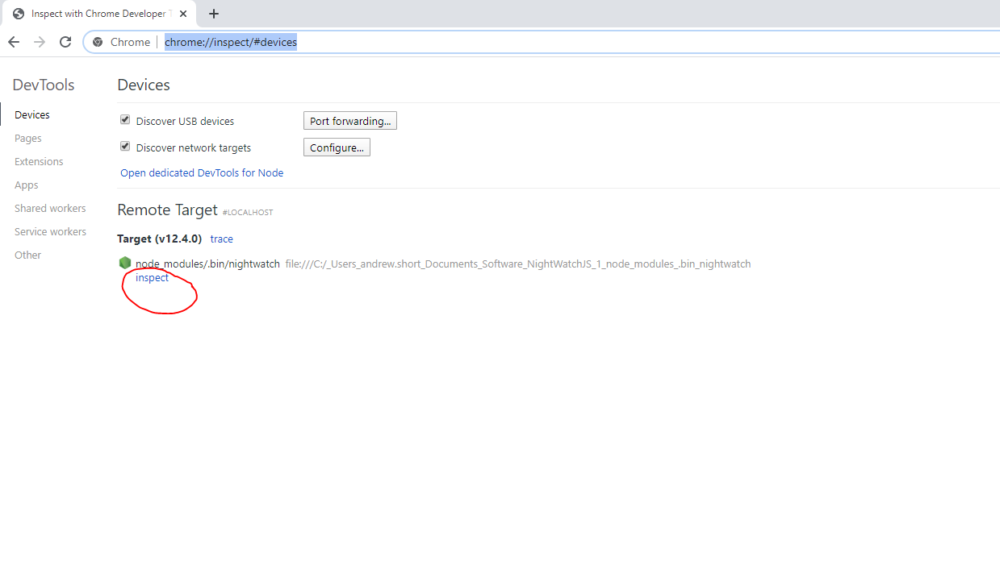 Inspect with Chrome Developer T
Chrome | chrome://inspect/#devices
DevTools
Devices
Pages
Extensions
Apps
Shared workers
Service workers
Other
Devices
Discover USB devices Port forwarding...
Discover network targets Configure...
Open dedicated DevTools for Node
Remote Target #LOCALHOST
Target (v12.4.0) trace
node_modules/.bin/nightwatch file:///C:/_Users_andrew.short_Documents_Software_NightWatchJS_1_node_modules_.bin_nightwatch
inspect